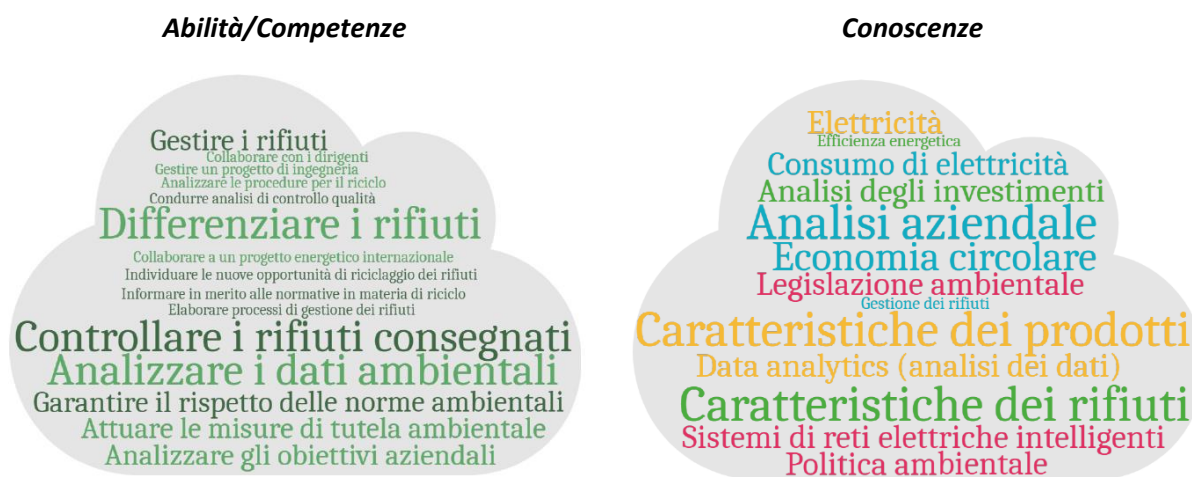 Abilità/Competenze
Gestire i rifiuti
Collaborare con i dirigenti
Gestire un progetto di ingegneria
Analizzare le procedure per il riciclo
Condurre analisi di controllo qualità
Differenziare i rifiuti
Collaborare a un progetto energetico internazionale
Individuare le nuove opportunità di riciclaggio dei rifiuti
Informare in merito alle normative in materia di riciclo
Elaborare processi di gestione dei rifiuti
Controllare i rifiuti consegnati
Analizzare i dati ambientali
Garantire il rispetto delle norme ambientali
Attuare le misure di tutela ambientale
Analizzare gli obiettivi aziendali
Conoscenze
Elettricità
Efficienza energetica
Consumo di elettricità
Analisi degli investimenti
Analisi aziendale
Economia circolare
Legislazione ambientale
Gestione dei rifiuti
Caratteristiche dei prodotti
Data analytics (analisi dei dati)
Caratteristiche dei rifiuti
Sistemi di reti elettriche intelligenti
Politica ambientale